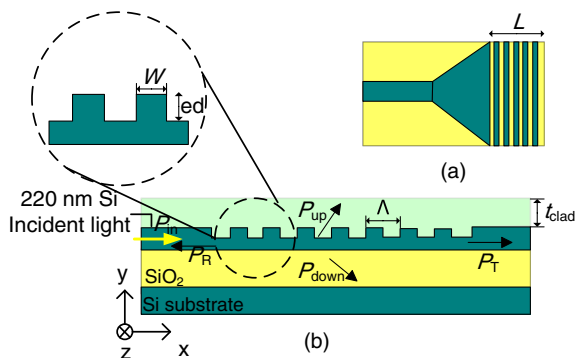 W
ed
L
(a)
220 nm Si
Incident light
P_in
P_up
Λ
t_clad
P_R
P_down
P_T
y
SiO₂
Si substrate
z
x
(b)